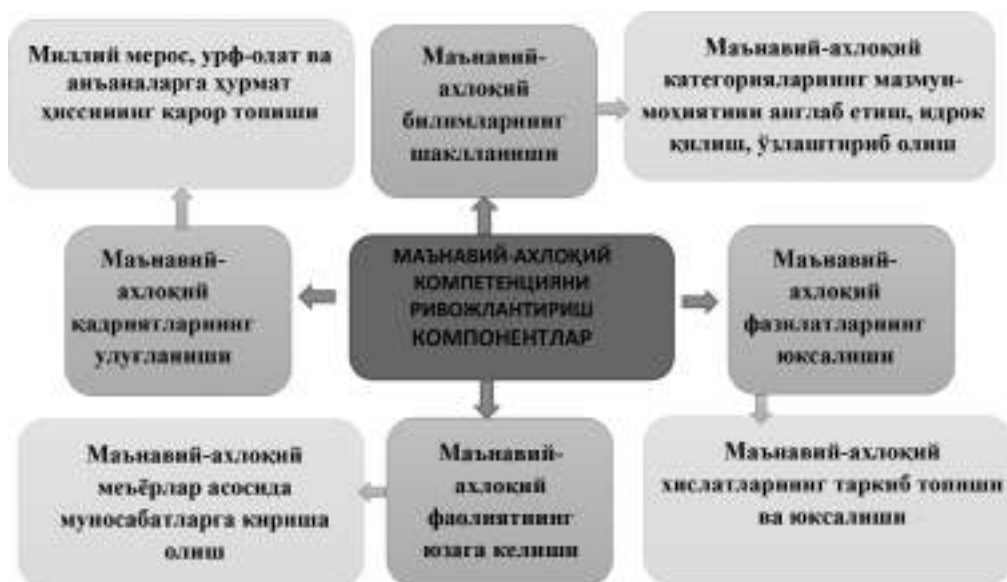 Миллий мерос, урф-одат ва
анъаналарга ҳурмат
ҳиссининг қарор топиши
Маънавий-
ахлоқий
билимларнинг
шаклланиши
Маънавий-ахлоқий
категорияларининг мазмун-
моҳиятини англаб етиш, идрок
қилиш, ўзлаштириб олиш
Маънавий-
ахлоқий
қадриятларнинг
улуғланиши
МАЪНАВИЙ-АХЛОҚИЙ
КОМПЕТЕНЦИЯНИ
РИВОЖЛАНТИРИШ
КОМПОНЕНТЛАР
Маънавий-
ахлоқий
фазилатларнинг
юксалиши
Маънавий-ахлоқий
меъёрлар асосида
муносабатларга кириша
олиш
Маънавий-
ахлоқий
фаолиятнинг
юзага келиши
Маънавий-ахлоқий
хислатларнинг таркиб топиши
ва юксалиши